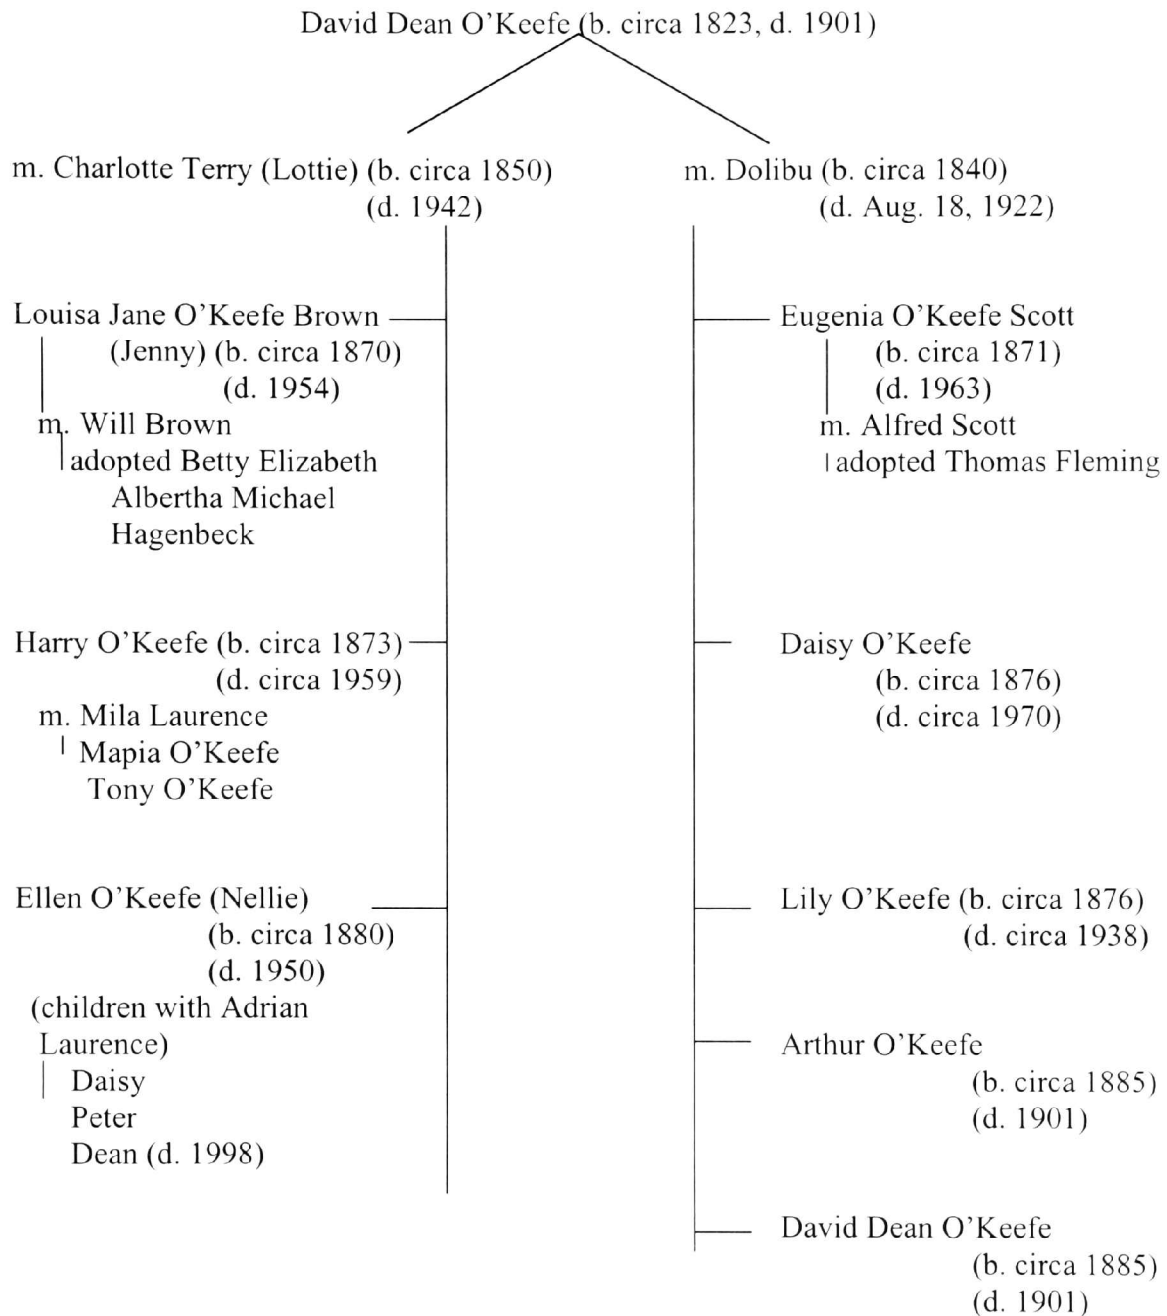 David Dean O'Keefe (b. circa 1823, d. 1901)
m. Charlotte Terry (Lottie) (b. circa 1850)
(d. 1942)
Louisa Jane O'Keefe Brown
(Jenny) (b. circa 1870)
(d. 1954)
m. Will Brown
adopted Betty Elizabeth
Albertha Michael
Hagenbeck
Harry O'Keefe (b. circa 1873)
(d. circa 1959)
m. Mila Laurence
Mapia O'Keefe
Tony O'Keefe
Ellen O'Keefe (Nellie)
(b. circa 1880)
(d. 1950)
(children with Adrian
Laurence)
Daisy
Peter
Dean (d. 1998)
m. Dolibu (b. circa 1840)
(d. Aug. 18, 1922)
Eugenia O'Keefe Scott
(b. circa 1871)
(d. 1963)
m. Alfred Scott
adopted Thomas Fleming
Daisy O'Keefe
(b. circa 1876)
(d. circa 1970)
Lily O'Keefe (b. circa 1876)
(d. circa 1938)
Arthur O'Keefe
(b. circa 1885)
(d. 1901)
David Dean O'Keefe
(b. circa 1885)
(d. 1901)